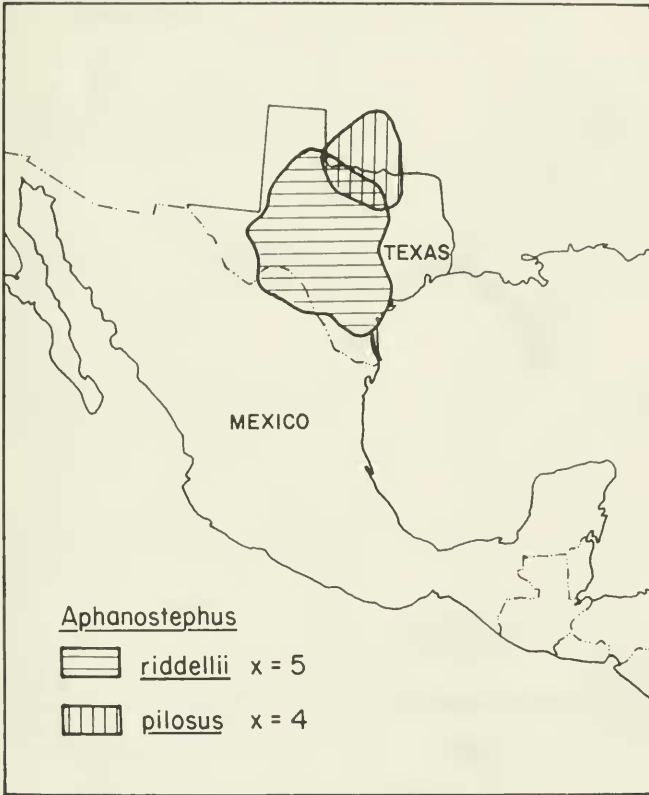 TEXAS
MEXICO
Aphanostephus
riddellii x = 5
pilosus x = 4